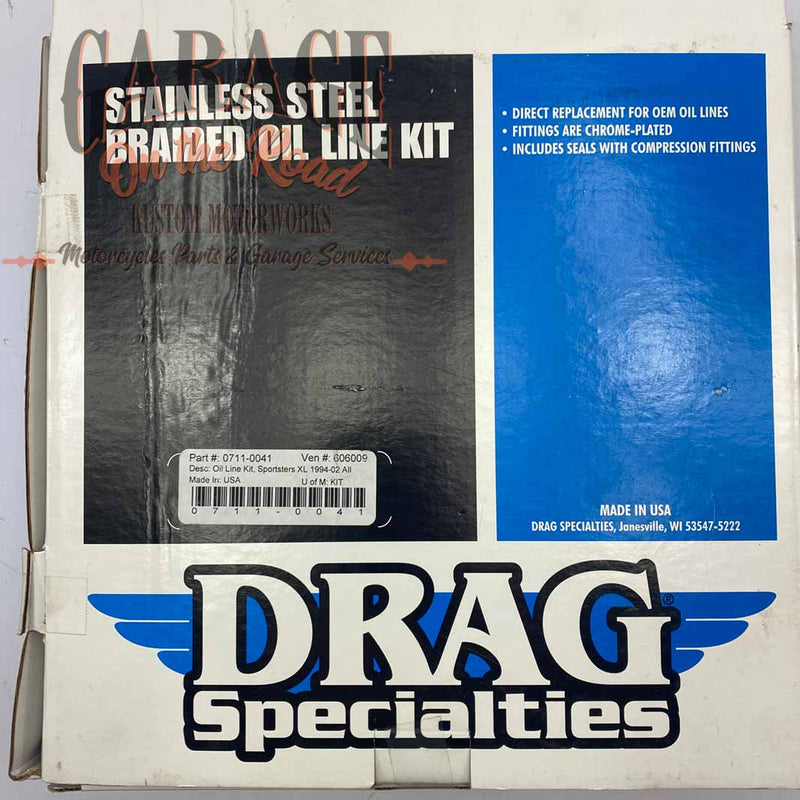 GARAGE
On the Road
KUSTOM MOTORWORKS
Motorcycles Parts & Garage Services
STAINLESS STEEL
BRAIDED OIL LINE KIT
• DIRECT REPLACEMENT FOR OEM OIL LINES
• FITTINGS ARE CHROME-PLATED
• INCLUDES SEALS WITH COMPRESSION FITTINGS
Part #: 0711-0041 Ven #: 606009
Desc: Oil Line Kit, Sportsters XL 1994-02 All
Made In: USA U of M: KIT
0711-0041
MADE IN USA
DRAG SPECIALTIES, Janesville, WI 53547-5222
DRAG®
Specialties